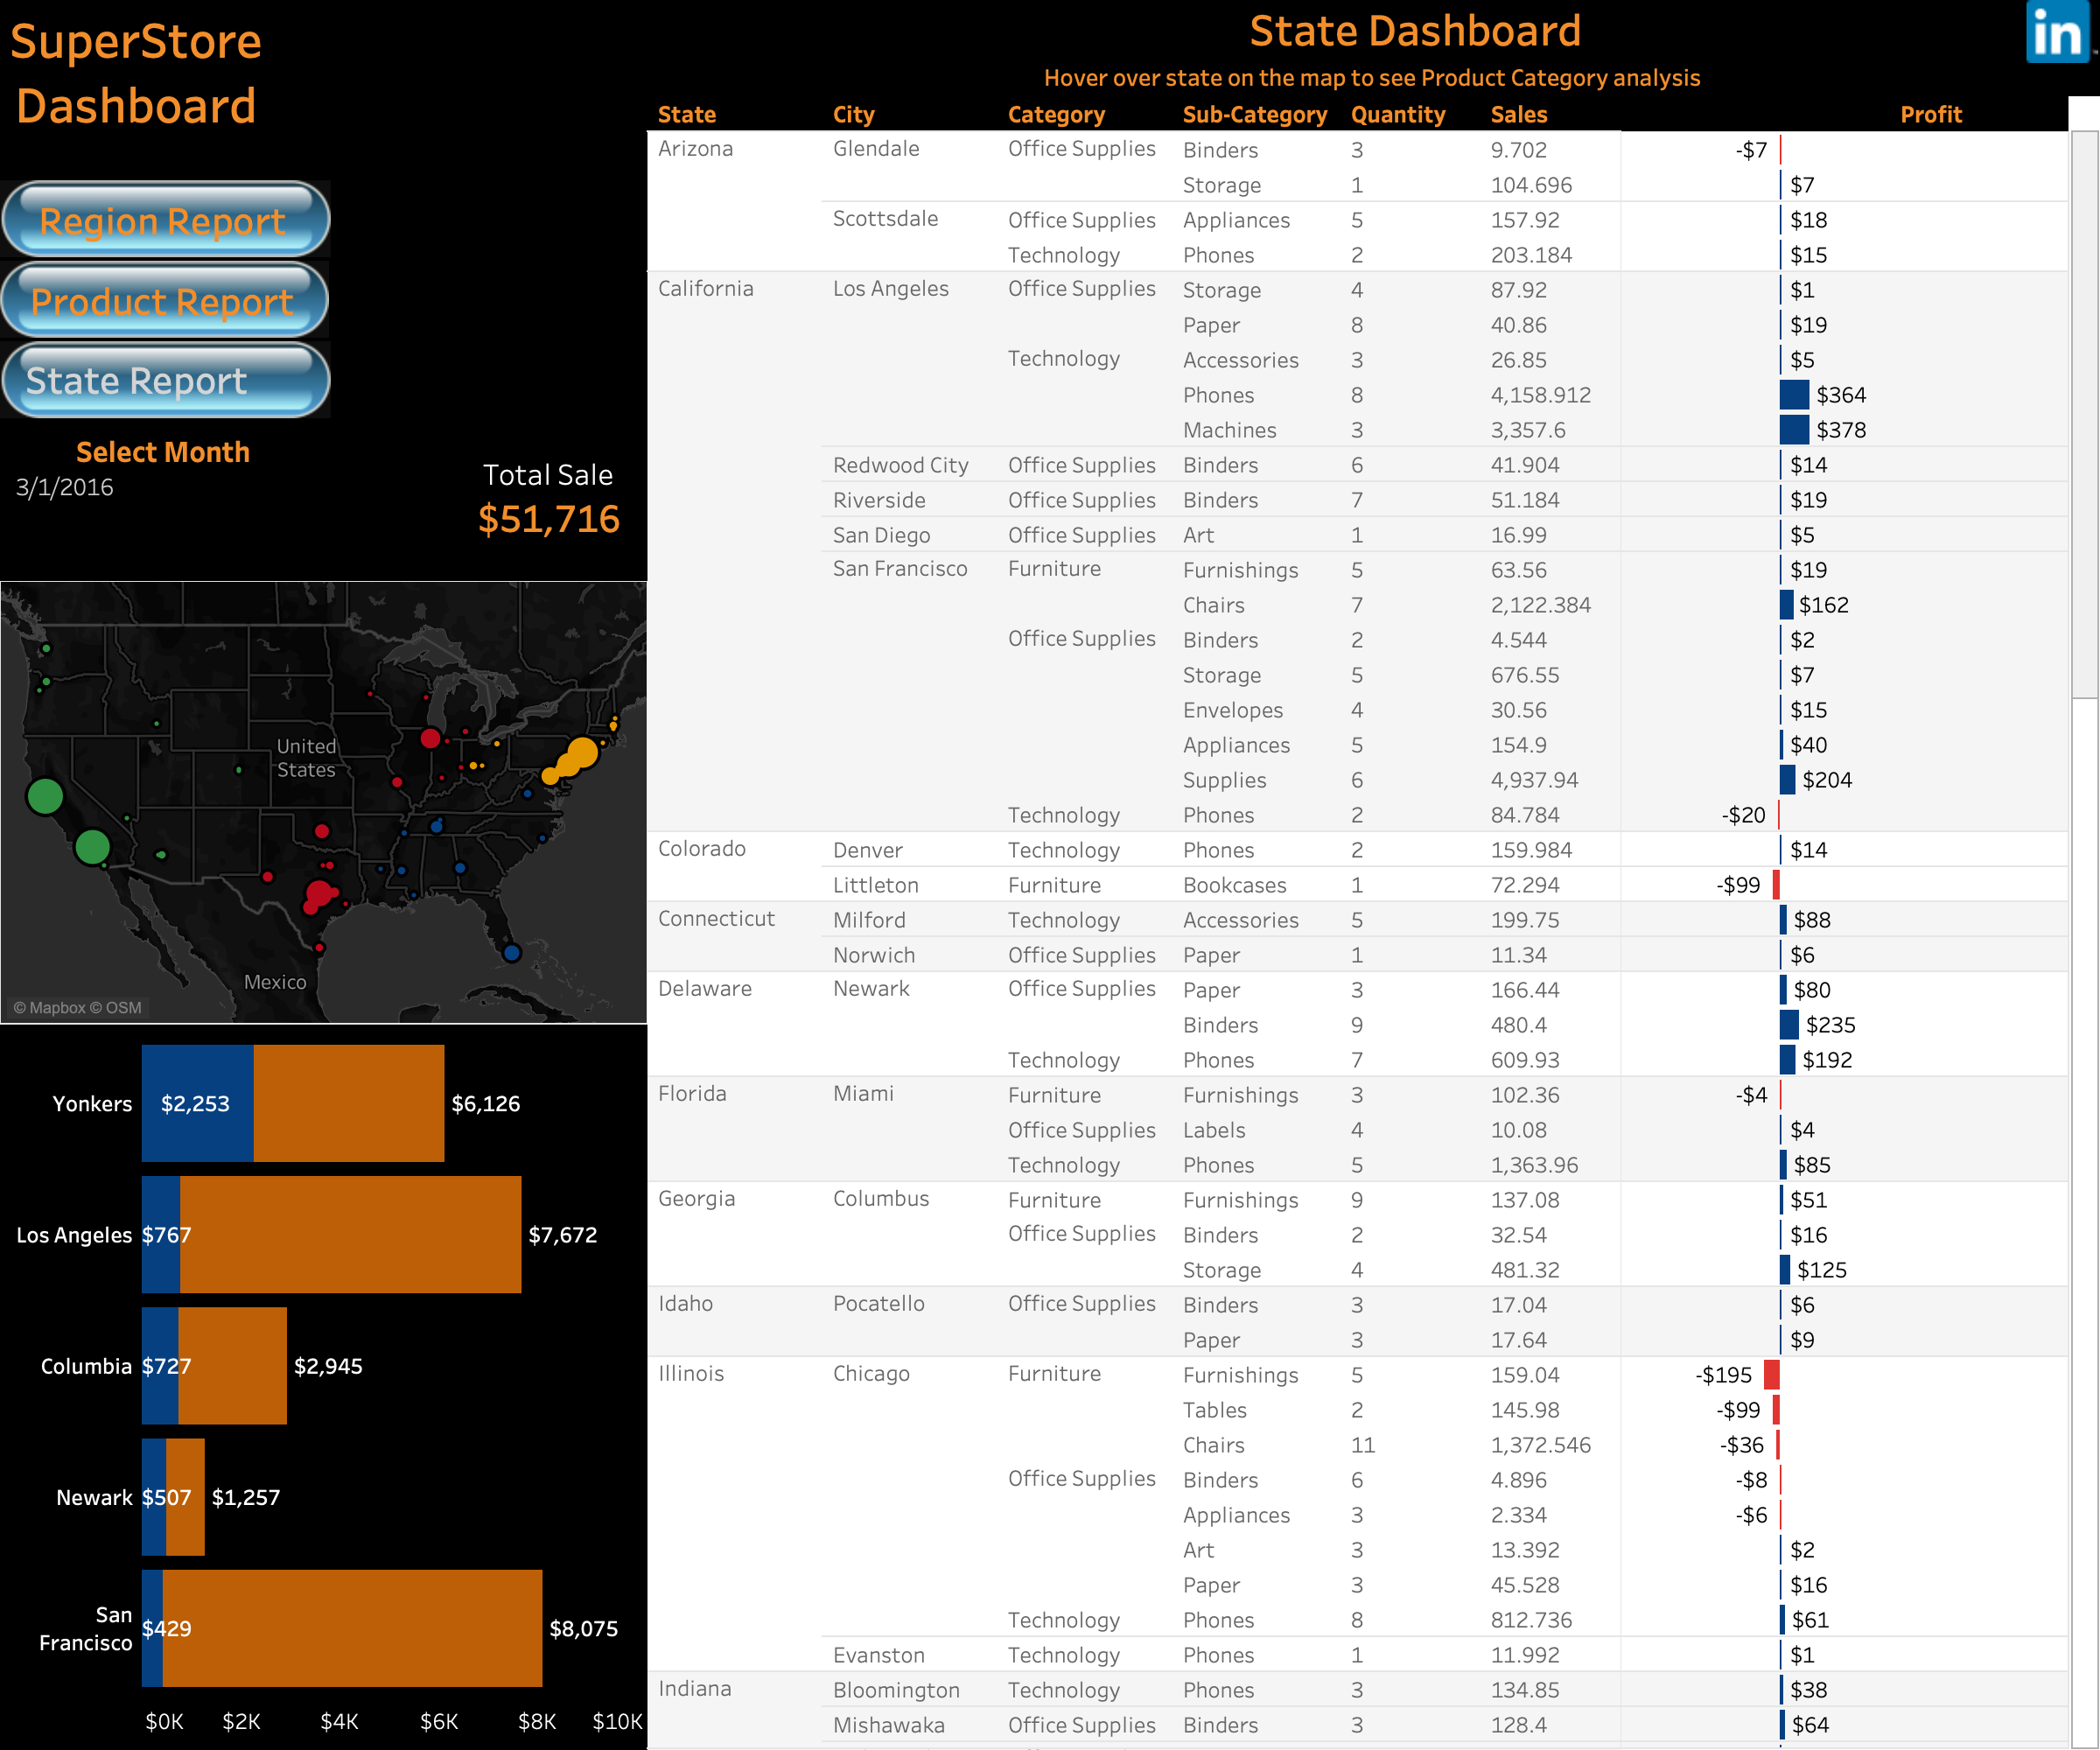 SuperStore
Dashboard
Region Report
Product Report
State Report
Select Month
3/1/2016
Total Sale
$51,716
United
States
Mexico
© Mapbox © OSM
Yonkers $2,253 $6,126
Los Angeles $767 $7,672
Columbia $727 $2,945
Newark $507 $1,257
San
Francisco $429 $8,075
$0K $2K $4K $6K $8K $10K
State Dashboard
in
Hover over state on the map to see Product Category analysis
State City Category Sub-Category Quantity Sales Profit
Arizona Glendale Office Supplies Binders 3 9.702 -$7
Storage 1 104.696 $7
Scottsdale Office Supplies Appliances 5 157.92 $18
Technology Phones 2 203.184 $15
California Los Angeles Office Supplies Storage 4 87.92 $1
Paper 8 40.86 $19
Technology Accessories 3 26.85 $5
Phones 8 4,158.912 $364
Machines 3 3,357.6 $378
Redwood City Office Supplies Binders 6 41.904 $14
Riverside Office Supplies Binders 7 51.184 $19
San Diego Office Supplies Art 1 16.99 $5
San Francisco Furniture Furnishings 5 63.56 $19
Chairs 7 2,122.384 $162
Office Supplies Binders 2 4.544 $2
Storage 5 676.55 $7
Envelopes 4 30.56 $15
Appliances 5 154.9 $40
Supplies 6 4,937.94 $204
Technology Phones 2 84.784 -$20
Colorado Denver Technology Phones 2 159.984 $14
Littleton Furniture Bookcases 1 72.294 -$99
Connecticut Milford Technology Accessories 5 199.75 $88
Norwich Office Supplies Paper 1 11.34 $6
Delaware Newark Office Supplies Paper 3 166.44 $80
Binders 9 480.4 $235
Technology Phones 7 609.93 $192
Florida Miami Furniture Furnishings 3 102.36 -$4
Office Supplies Labels 4 10.08 $4
Technology Phones 5 1,363.96 $85
Georgia Columbus Furniture Furnishings 9 137.08 $51
Office Supplies Binders 2 32.54 $16
Storage 4 481.32 $125
Idaho Pocatello Office Supplies Binders 3 17.04 $6
Paper 3 17.64 $9
Illinois Chicago Furniture Furnishings 5 159.04 -$195
Tables 2 145.98 -$99
Chairs 11 1,372.546 -$36
Office Supplies Binders 6 4.896 -$8
Appliances 3 2.334 -$6
Art 3 13.392 $2
Paper 3 45.528 $16
Technology Phones 8 812.736 $61
Evanston Technology Phones 1 11.992 $1
Indiana Bloomington Technology Phones 3 134.85 $38
Mishawaka Office Supplies Binders 3 128.4 $64